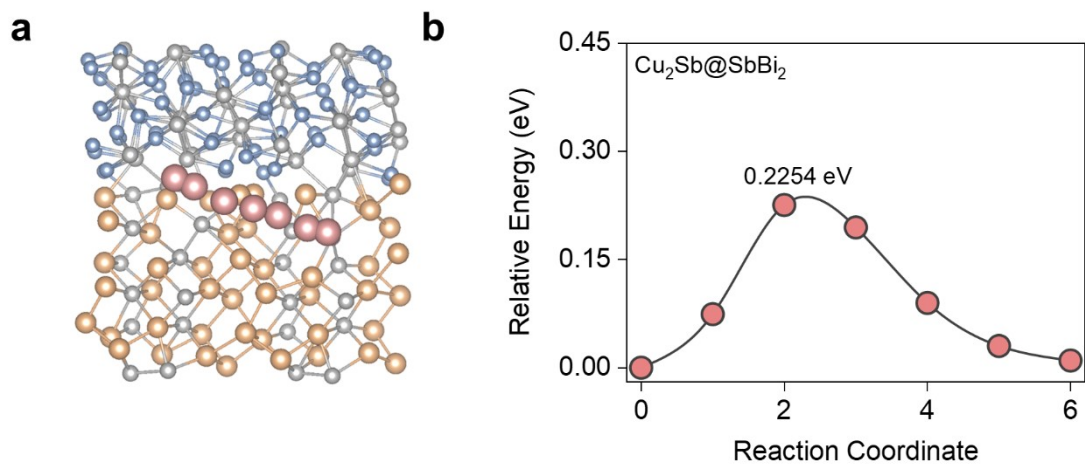 a
b
0.45
Cu₂Sb@SbBi₂
0.30
0.2254 eV
0.15
0.00
Relative Energy (eV)
0 2 4 6
Reaction Coordinate